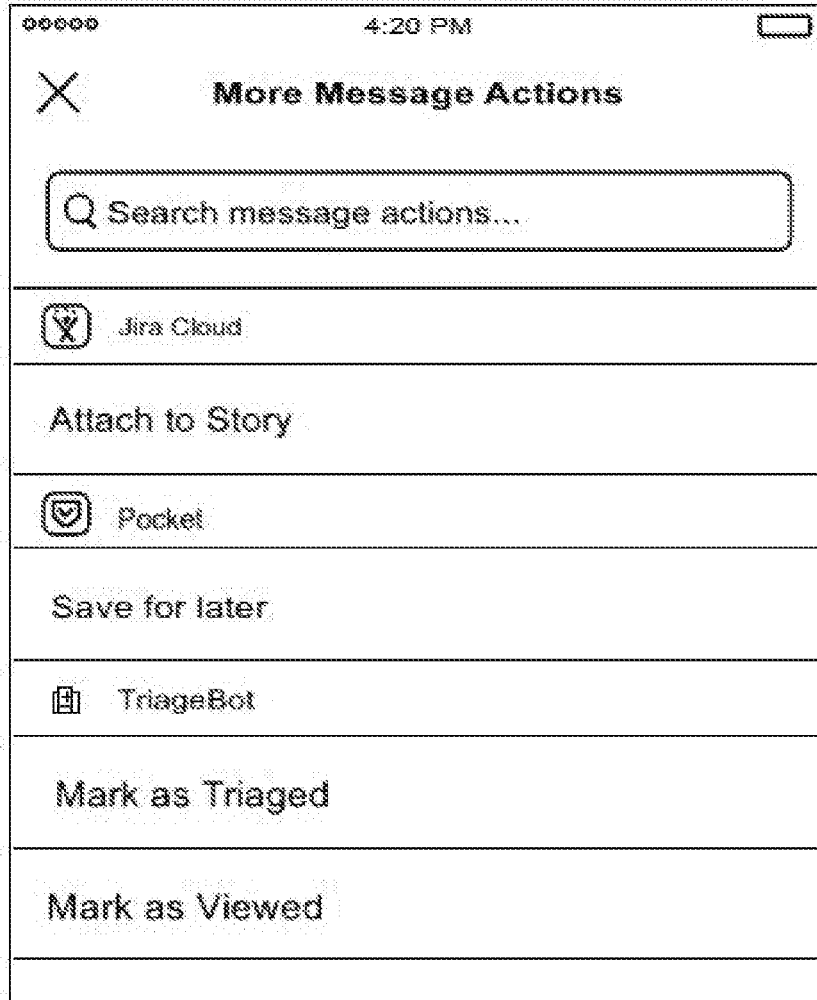 4:20 PM
More Message Actions
Search message actions...
Jira Cloud
Attach to Story
Pocket
Save for later
TriageBot
Mark as Triaged
Mark as Viewed